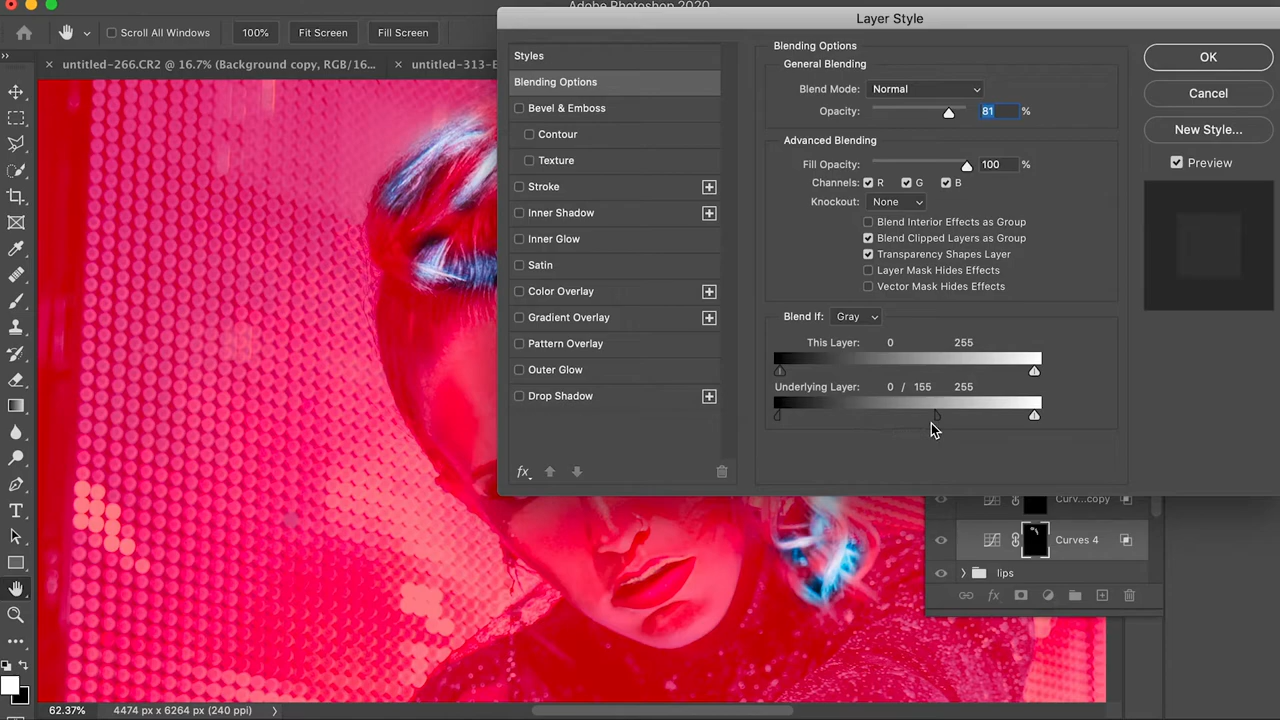 Adobe Photoshop 2020
Layer Style
Scroll All Windows
100%
Fit Screen
Fill Screen
untitled-266.CR2 @ 16.7% (Background copy, RGB/16...
untitled-313-E
Styles
Blending Options
Bevel & Emboss
Contour
Texture
Stroke
Inner Shadow
Inner Glow
Satin
Color Overlay
Gradient Overlay
Pattern Overlay
Outer Glow
Drop Shadow
fx
Blending Options
General Blending
Blend Mode: Normal
Opacity: 81 %
Advanced Blending
Fill Opacity: 100 %
Channels: R G B
Knockout: None
Blend Interior Effects as Group
Blend Clipped Layers as Group
Transparency Shapes Layer
Layer Mask Hides Effects
Vector Mask Hides Effects
Blend If: Gray
This Layer: 0 255
Underlying Layer: 0 / 155 255
OK
Cancel
New Style...
Preview
Curv...copy
Curves 4
lips
fx
62.37%
4474 px x 6264 px (240 ppi)